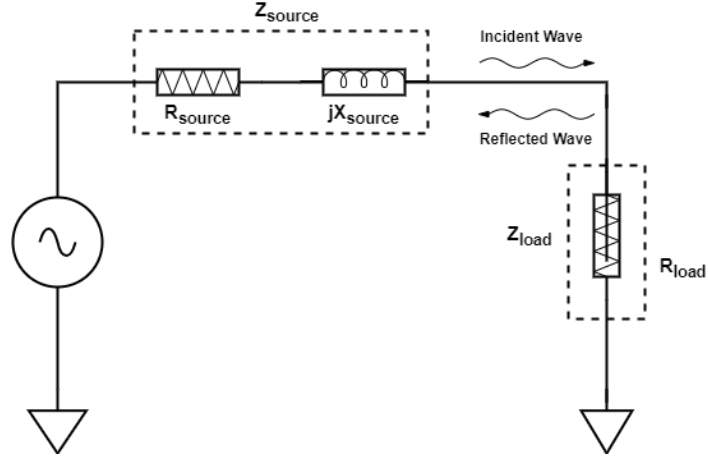 Zsource
Incident Wave
Rsource
jXsource
Reflected Wave
Zload
Rload